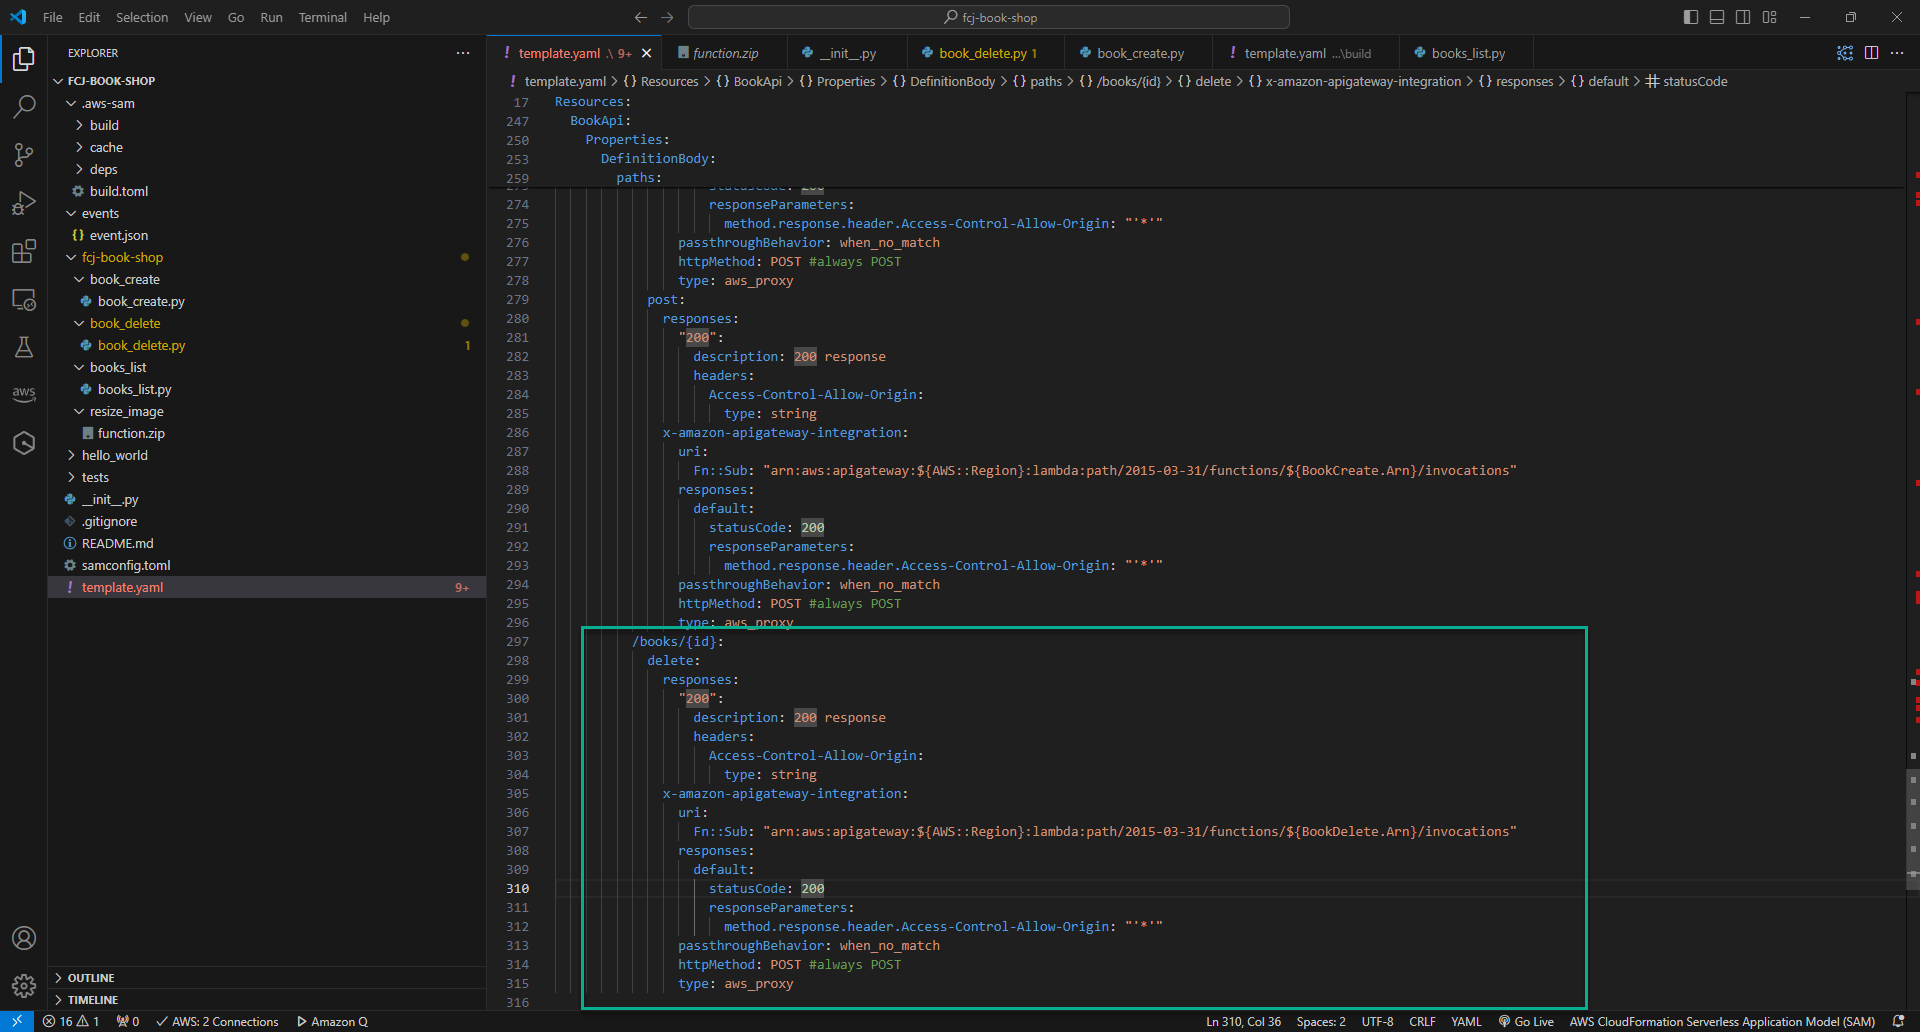 File Edit Selection View Go Run Terminal Help
fcj-book-shop
EXPLORER
FCJ-BOOK-SHOP
.aws-sam
build
cache
deps
build.toml
events
event.json
fcj-book-shop
book_create
book_create.py
book_delete
book_delete.py 1
books_list
books_list.py
resize_image
function.zip
hello_world
tests
__init__.py
.gitignore
README.md
samconfig.toml
template.yaml 9+
OUTLINE
TIMELINE
template.yaml .\ 9+ function.zip __init__.py book_delete.py 1 book_create.py template.yaml ...\build books_list.py
template.yaml > {} Resources > {} BookApi > {} Properties > {} DefinitionBody > {} paths > {} /books/{id} > {} delete > {} x-amazon-apigateway-integration > {} responses > {} default > statusCode
17 Resources:
247 BookApi:
250 Properties:
253 DefinitionBody:
259 paths:
274 responseParameters:
275 method.response.header.Access-Control-Allow-Origin: "'*'"
276 passthroughBehavior: when_no_match
277 httpMethod: POST #always POST
278 type: aws_proxy
279 post:
280 responses:
281 "200":
282 description: 200 response
283 headers:
284 Access-Control-Allow-Origin:
285 type: string
286 x-amazon-apigateway-integration:
287 uri:
288 Fn::Sub: "arn:aws:apigateway:${AWS::Region}:lambda:path/2015-03-31/functions/${BookCreate.Arn}/invocations"
289 responses:
290 default:
291 statusCode: 200
292 responseParameters:
293 method.response.header.Access-Control-Allow-Origin: "'*'"
294 passthroughBehavior: when_no_match
295 httpMethod: POST #always POST
296 type: aws_proxy
297 /books/{id}:
298 delete:
299 responses:
300 "200":
301 description: 200 response
302 headers:
303 Access-Control-Allow-Origin:
304 type: string
305 x-amazon-apigateway-integration:
306 uri:
307 Fn::Sub: "arn:aws:apigateway:${AWS::Region}:lambda:path/2015-03-31/functions/${BookDelete.Arn}/invocations"
308 responses:
309 default:
310 statusCode: 200
311 responseParameters:
312 method.response.header.Access-Control-Allow-Origin: "'*'"
313 passthroughBehavior: when_no_match
314 httpMethod: POST #always POST
315 type: aws_proxy
316
aws
16 1 0 AWS: 2 Connections Amazon Q Ln 310, Col 36 Spaces: 2 UTF-8 CRLF YAML Go Live AWS CloudFormation Serverless Application Model (SAM)